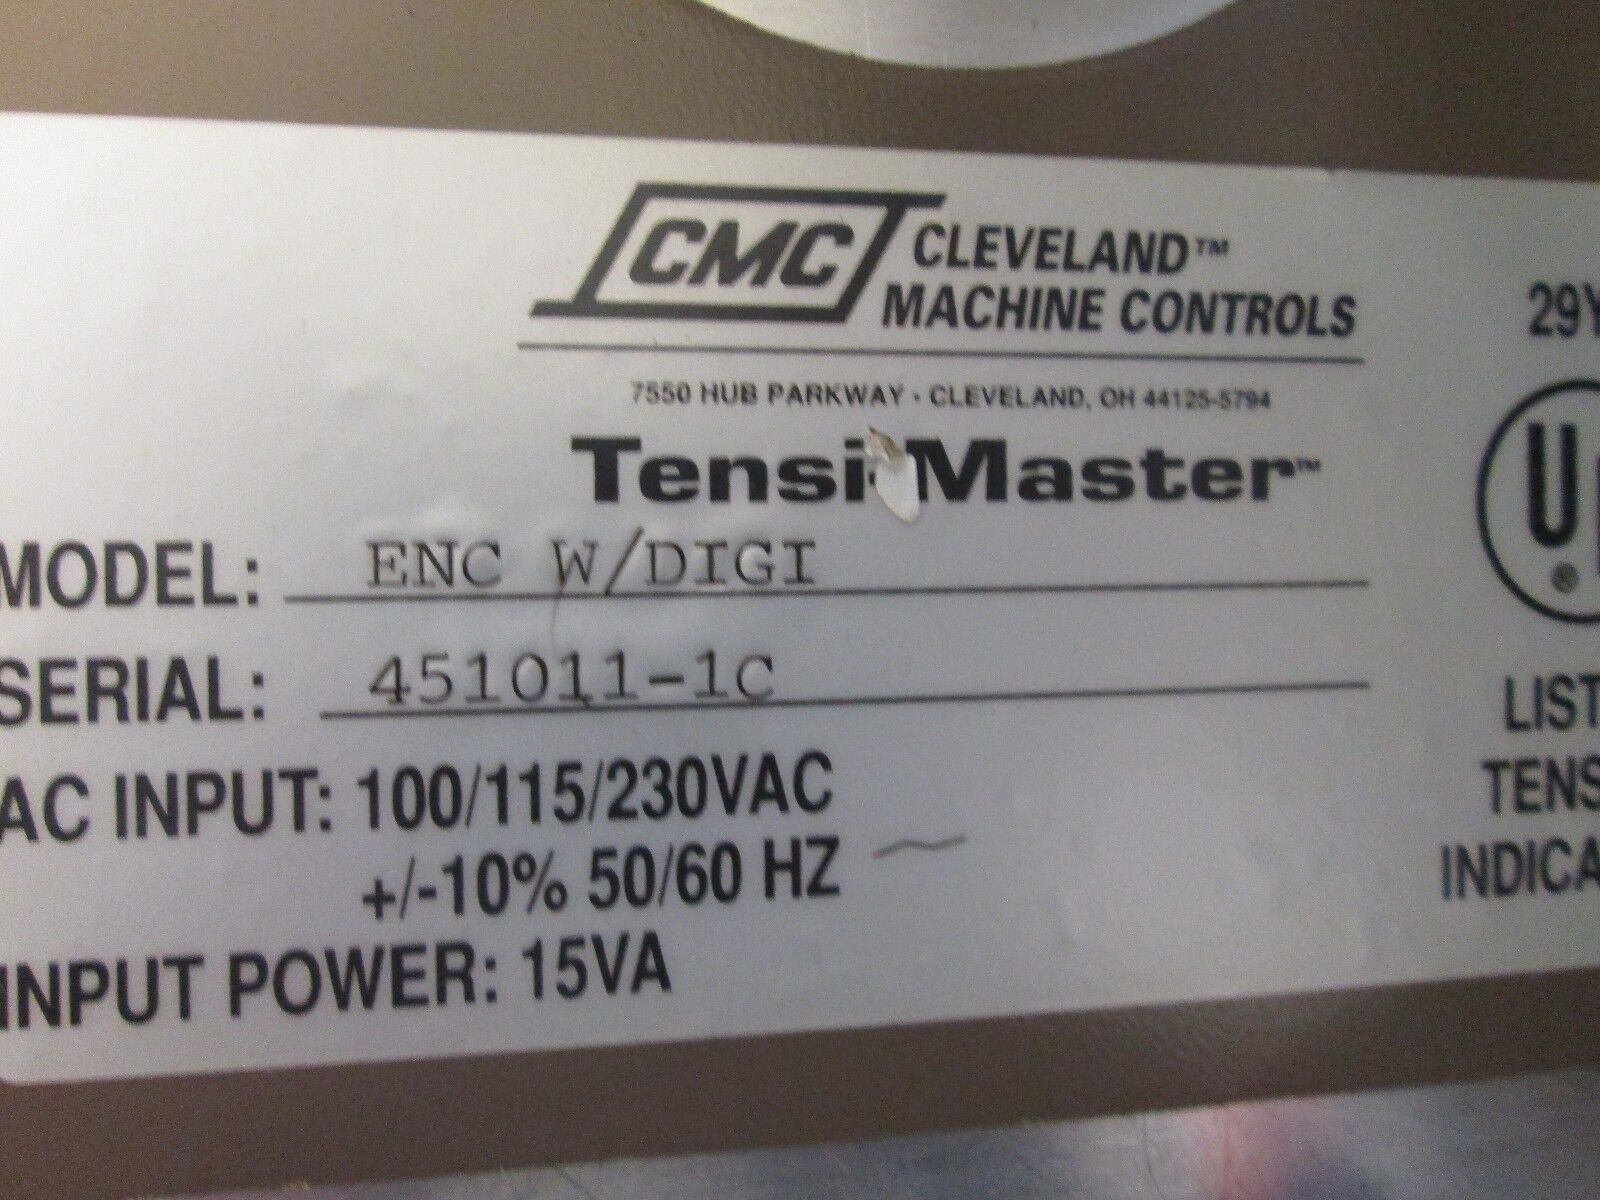 CMC CLEVELAND™
MACHINE CONTROLS
7550 HUB PARKWAY · CLEVELAND, OH 44125-5794
Tensi-Master™
MODEL: ENC W/DIGI
SERIAL: 451011-1C
AC INPUT: 100/115/230VAC
+/-10% 50/60 HZ
INPUT POWER: 15VA
29Y
U
®
LIST
TENS
INDICA